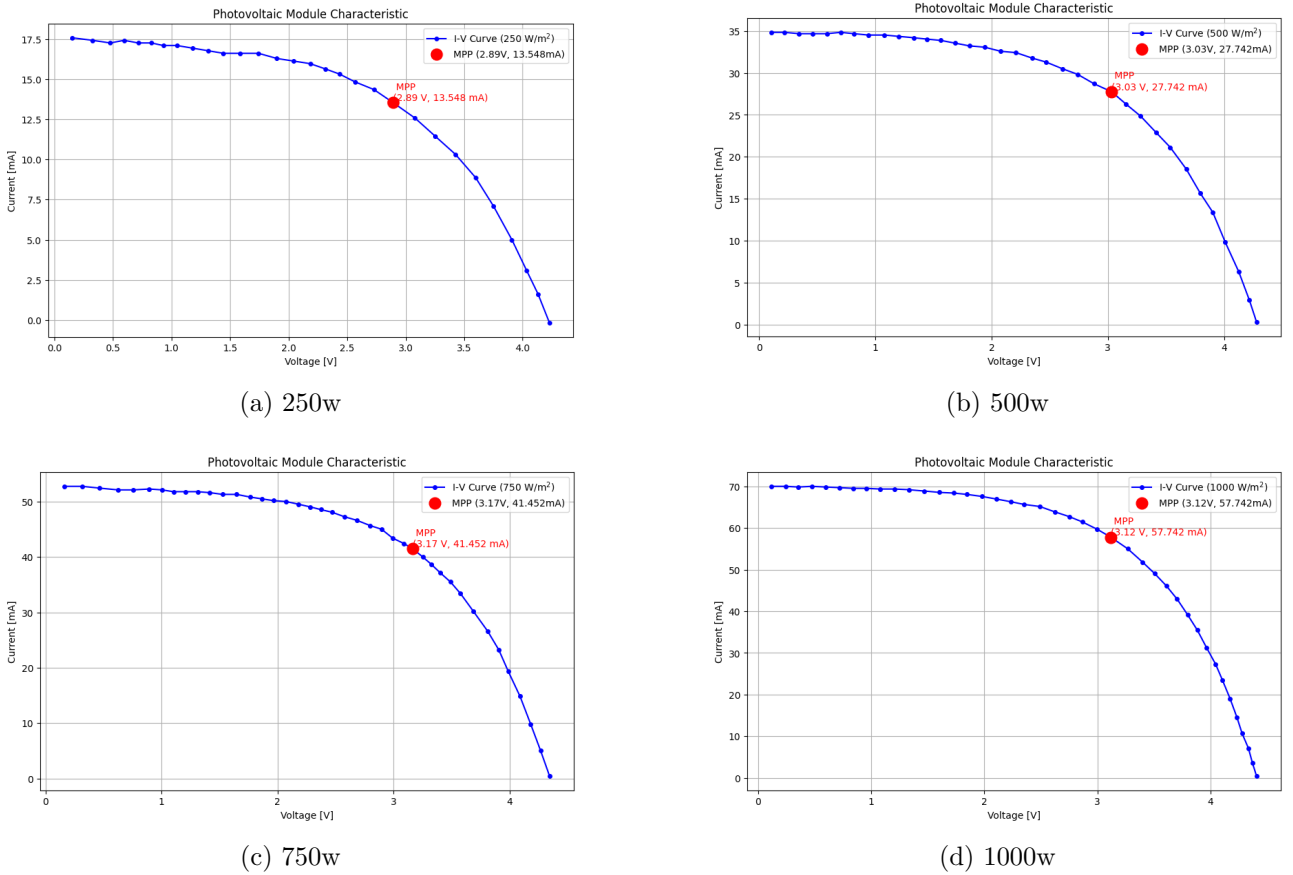 Photovoltaic Module Characteristic
I-V Curve (250 W/m²)
MPP (2.89V, 13.548mA)
MPP
(2.89 V, 13.548 mA)
17.5
15.0
12.5
10.0
7.5
5.0
2.5
0.0
Current [mA]
0.0 0.5 1.0 1.5 2.0 2.5 3.0 3.5 4.0
Voltage [V]
(a) 250w
Photovoltaic Module Characteristic
I-V Curve (500 W/m²)
MPP (3.03V, 27.742mA)
MPP
(3.03 V, 27.742 mA)
35
30
25
20
15
10
5
0
Current [mA]
0 1 2 3 4
Voltage [V]
(b) 500w
Photovoltaic Module Characteristic
I-V Curve (750 W/m²)
MPP (3.17V, 41.452mA)
MPP
(3.17 V, 41.452 mA)
50
40
30
20
10
0
Current [mA]
0 1 2 3 4
Voltage [V]
(c) 750w
Photovoltaic Module Characteristic
I-V Curve (1000 W/m²)
MPP (3.12V, 57.742mA)
MPP
(3.12 V, 57.742 mA)
70
60
50
40
30
20
10
0
Current [mA]
0 1 2 3 4
Voltage [V]
(d) 1000w